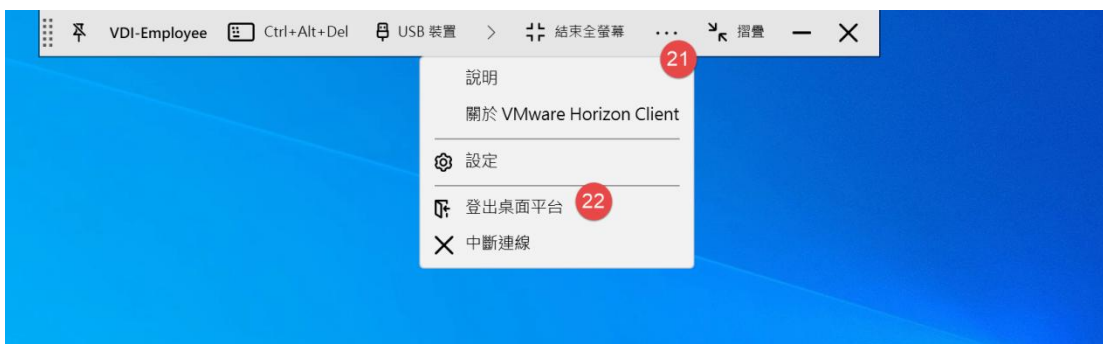 VDI-Employee Ctrl+Alt+Del USB 裝置 > 結束全螢幕 ... 摺疊
21
說明
關於 VMware Horizon Client
設定
登出桌面平台 22
中斷連線